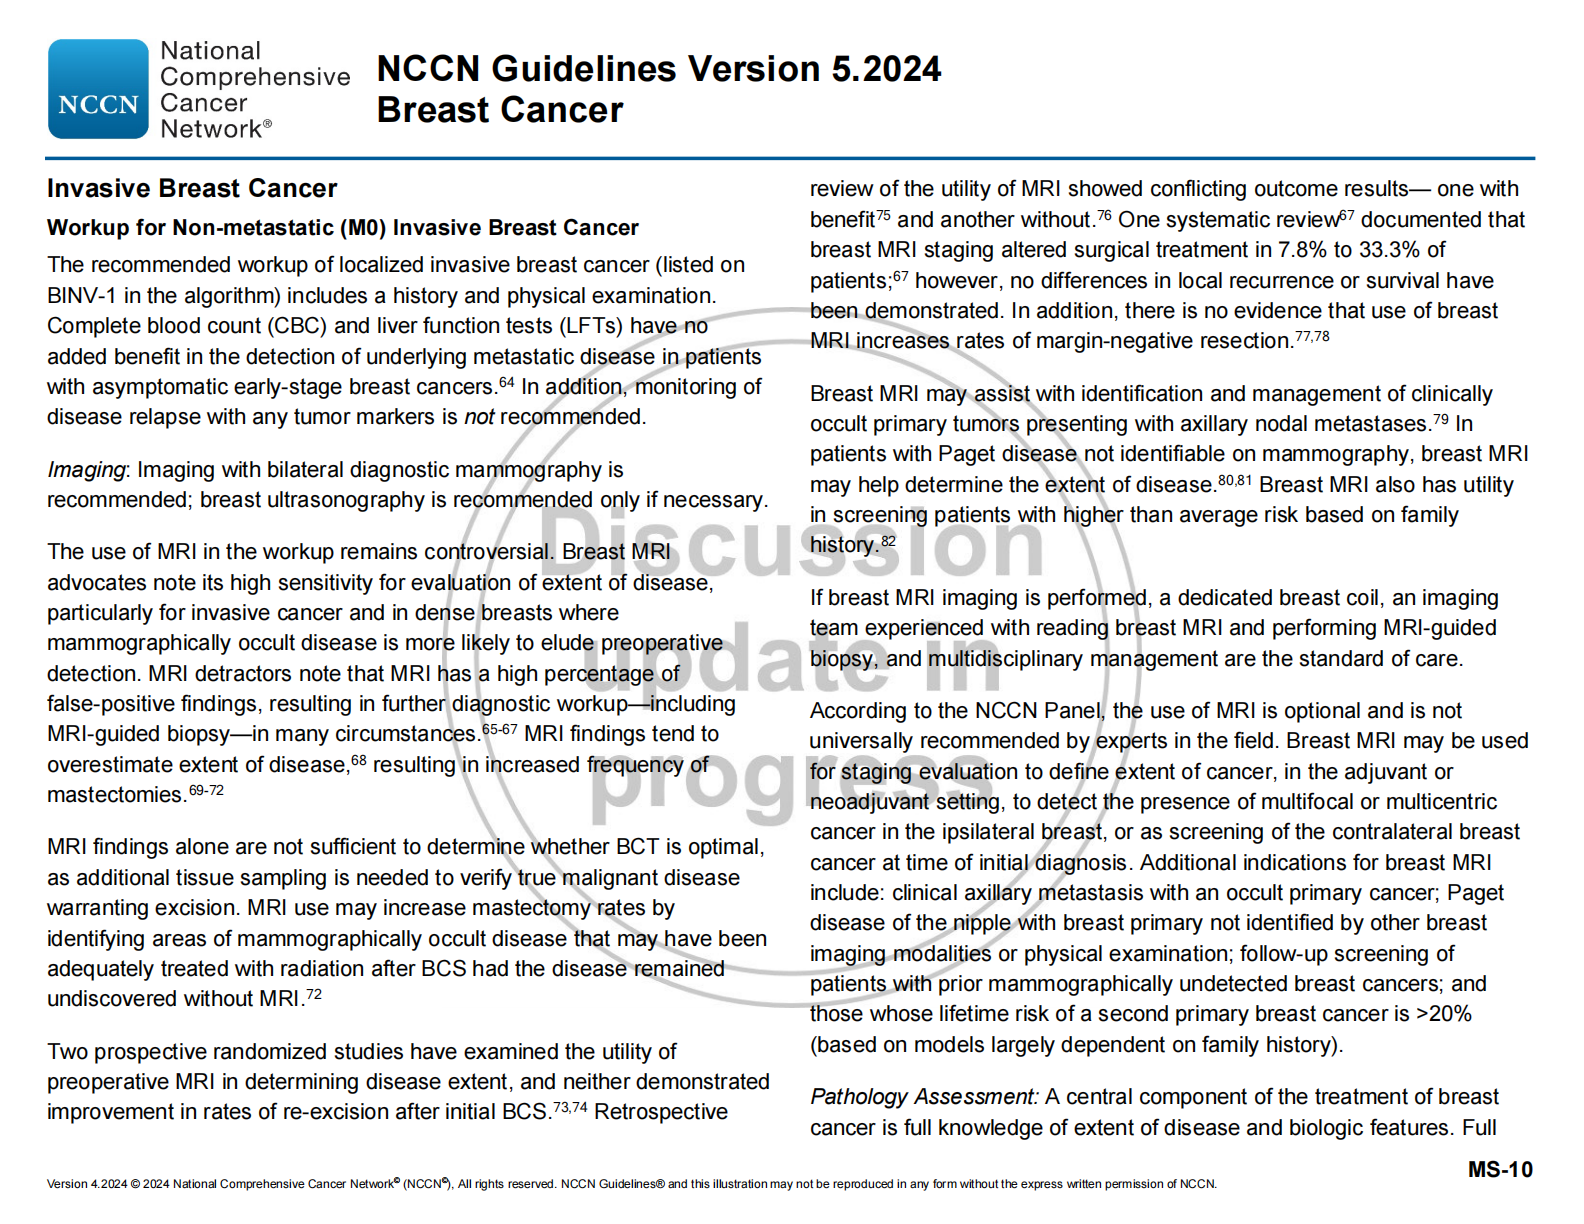 NCCN
National
Comprehensive
Cancer
Network®
NCCN Guidelines Version 5.2024
Breast Cancer
Invasive Breast Cancer
Workup for Non-metastatic (M0) Invasive Breast Cancer
The recommended workup of localized invasive breast cancer (listed on
BINV-1 in the algorithm) includes a history and physical examination.
Complete blood count (CBC) and liver function tests (LFTs) have no
added benefit in the detection of underlying metastatic disease in patients
with asymptomatic early-stage breast cancers.64 In addition, monitoring of
disease relapse with any tumor markers is not recommended.
Imaging: Imaging with bilateral diagnostic mammography is
recommended; breast ultrasonography is recommended only if necessary.
The use of MRI in the workup remains controversial. Breast MRI
advocates note its high sensitivity for evaluation of extent of disease,
particularly for invasive cancer and in dense breasts where
mammographically occult disease is more likely to elude preoperative
detection. MRI detractors note that MRI has a high percentage of
false-positive findings, resulting in further diagnostic workup—including
MRI-guided biopsy—in many circumstances.65-67 MRI findings tend to
overestimate extent of disease,68 resulting in increased frequency of
mastectomies.69-72
MRI findings alone are not sufficient to determine whether BCT is optimal,
as additional tissue sampling is needed to verify true malignant disease
warranting excision. MRI use may increase mastectomy rates by
identifying areas of mammographically occult disease that may have been
adequately treated with radiation after BCS had the disease remained
undiscovered without MRI.72
Two prospective randomized studies have examined the utility of
preoperative MRI in determining disease extent, and neither demonstrated
improvement in rates of re-excision after initial BCS.73,74 Retrospective
review of the utility of MRI showed conflicting outcome results— one with
benefit75 and another without.76 One systematic review67 documented that
breast MRI staging altered surgical treatment in 7.8% to 33.3% of
patients;67 however, no differences in local recurrence or survival have
been demonstrated. In addition, there is no evidence that use of breast
MRI increases rates of margin-negative resection.77,78
Breast MRI may assist with identification and management of clinically
occult primary tumors presenting with axillary nodal metastases.79 In
patients with Paget disease not identifiable on mammography, breast MRI
may help determine the extent of disease.80,81 Breast MRI also has utility
in screening patients with higher than average risk based on family
history.82
If breast MRI imaging is performed, a dedicated breast coil, an imaging
team experienced with reading breast MRI and performing MRI-guided
biopsy, and multidisciplinary management are the standard of care.
According to the NCCN Panel, the use of MRI is optional and is not
universally recommended by experts in the field. Breast MRI may be used
for staging evaluation to define extent of cancer, in the adjuvant or
neoadjuvant setting, to detect the presence of multifocal or multicentric
cancer in the ipsilateral breast, or as screening of the contralateral breast
cancer at time of initial diagnosis. Additional indications for breast MRI
include: clinical axillary metastasis with an occult primary cancer; Paget
disease of the nipple with breast primary not identified by other breast
imaging modalities or physical examination; follow-up screening of
patients with prior mammographically undetected breast cancers; and
those whose lifetime risk of a second primary breast cancer is >20%
(based on models largely dependent on family history).
Pathology Assessment: A central component of the treatment of breast
cancer is full knowledge of extent of disease and biologic features. Full
Discussion
update in
progress
MS-10
Version 4.2024 © 2024 National Comprehensive Cancer Network© (NCCN©), All rights reserved. NCCN Guidelines® and this illustration may not be reproduced in any form without the express written permission of NCCN.